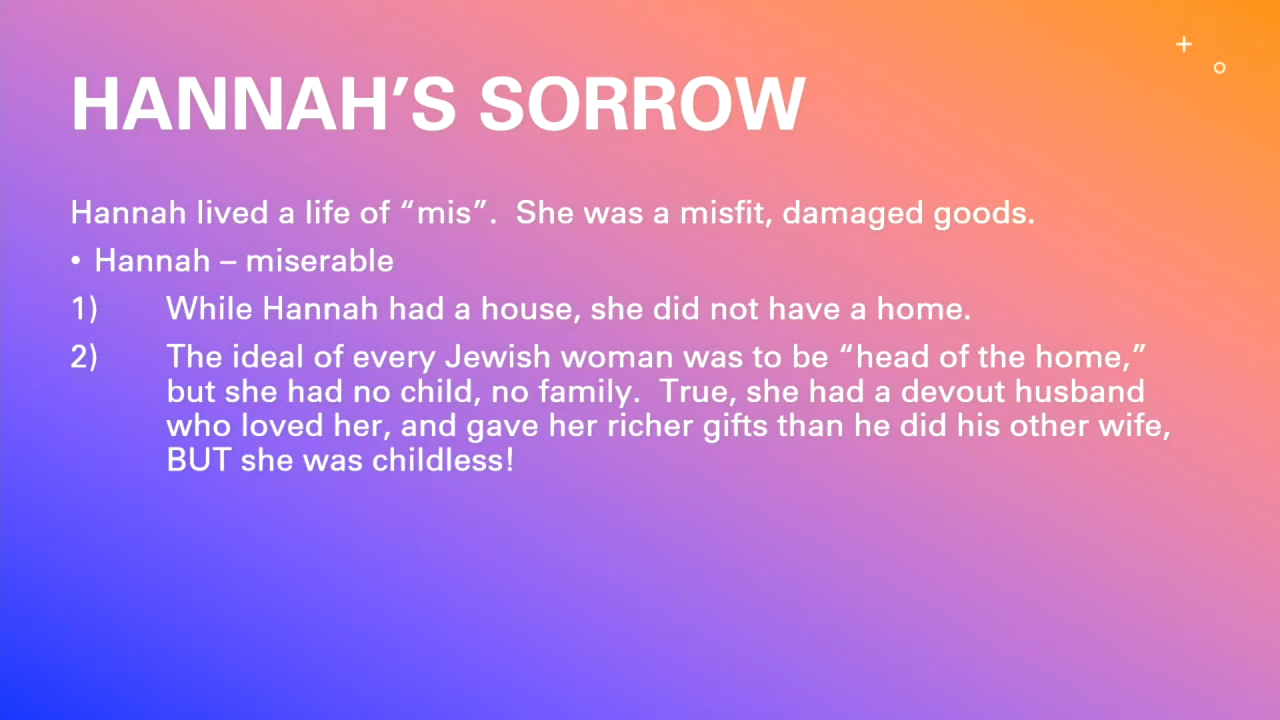 HANNAH’S SORROW
Hannah lived a life of “mis”.  She was a misfit, damaged goods.
• Hannah – miserable
1) While Hannah had a house, she did not have a home.
2) The ideal of every Jewish woman was to be “head of the home,”
but she had no child, no family.  True, she had a devout husband
who loved her, and gave her richer gifts than he did his other wife,
BUT she was childless!